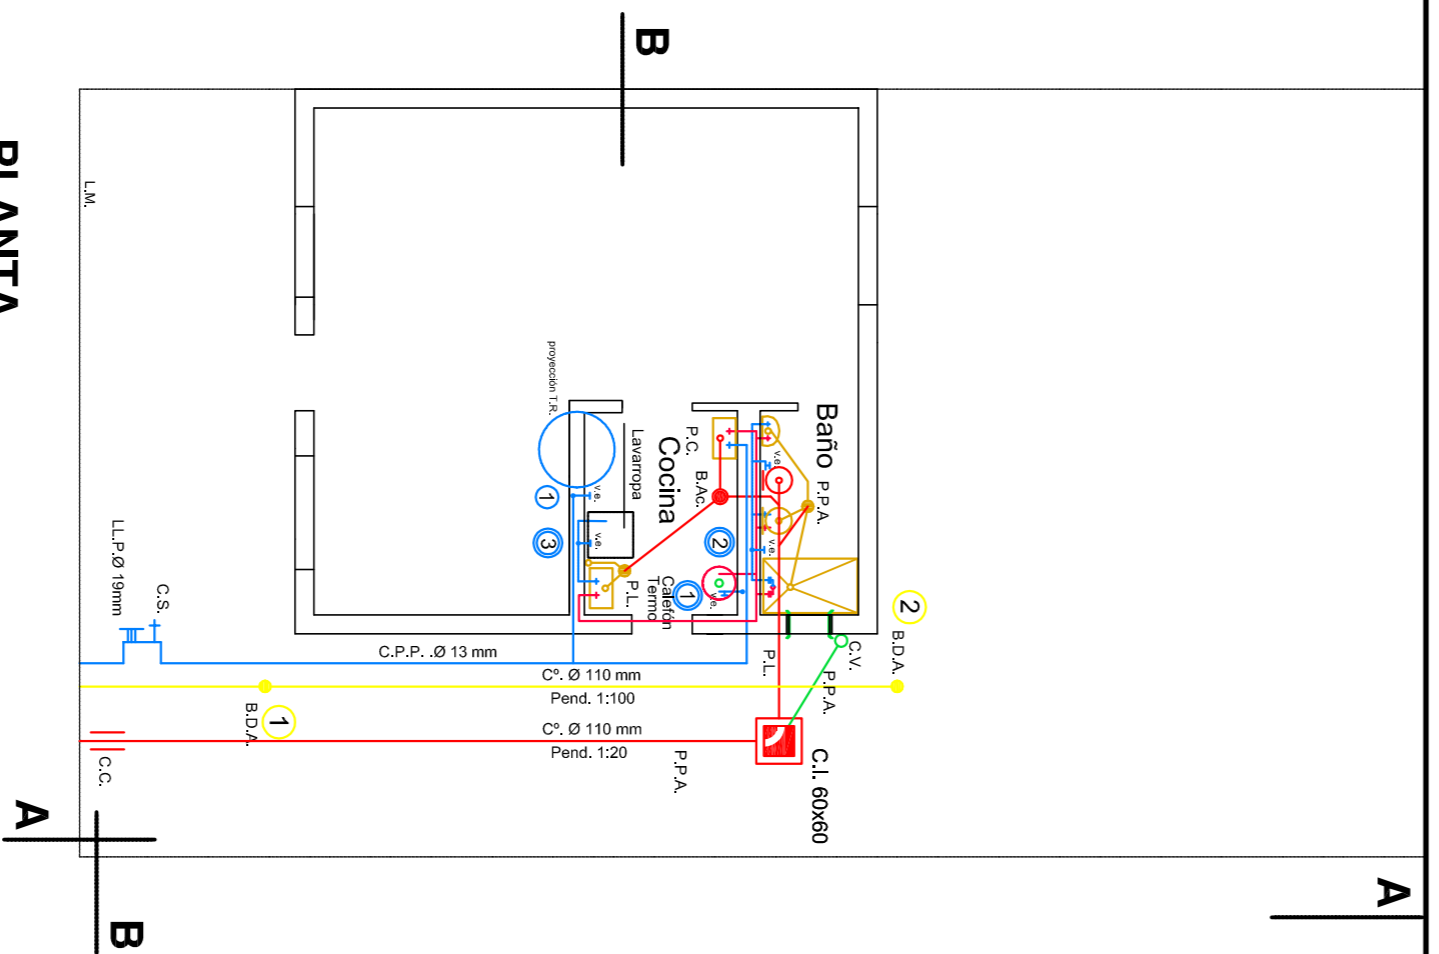 B
PLANTA
L.M.
proyección T.R.
Baño
P.P.A.
P.C.
B.Ac.
Cocina
Lavarropa
v.e.
v.e.
v.e.
v.e.
v.e.
1
3
2
1
P.L.
Calefón
Termo
2
B.D.A.
LL.P.Ø 19mm
C.S.
C.P.P. .Ø 13 mm
Cº. Ø 110 mm
Pend. 1:100
P.L.
C.V.
P.P.A.
B.D.A.
1
Cº. Ø 110 mm
Pend. 1:20
P.P.A.
C.I. 60x60
C.C.
A
B
A